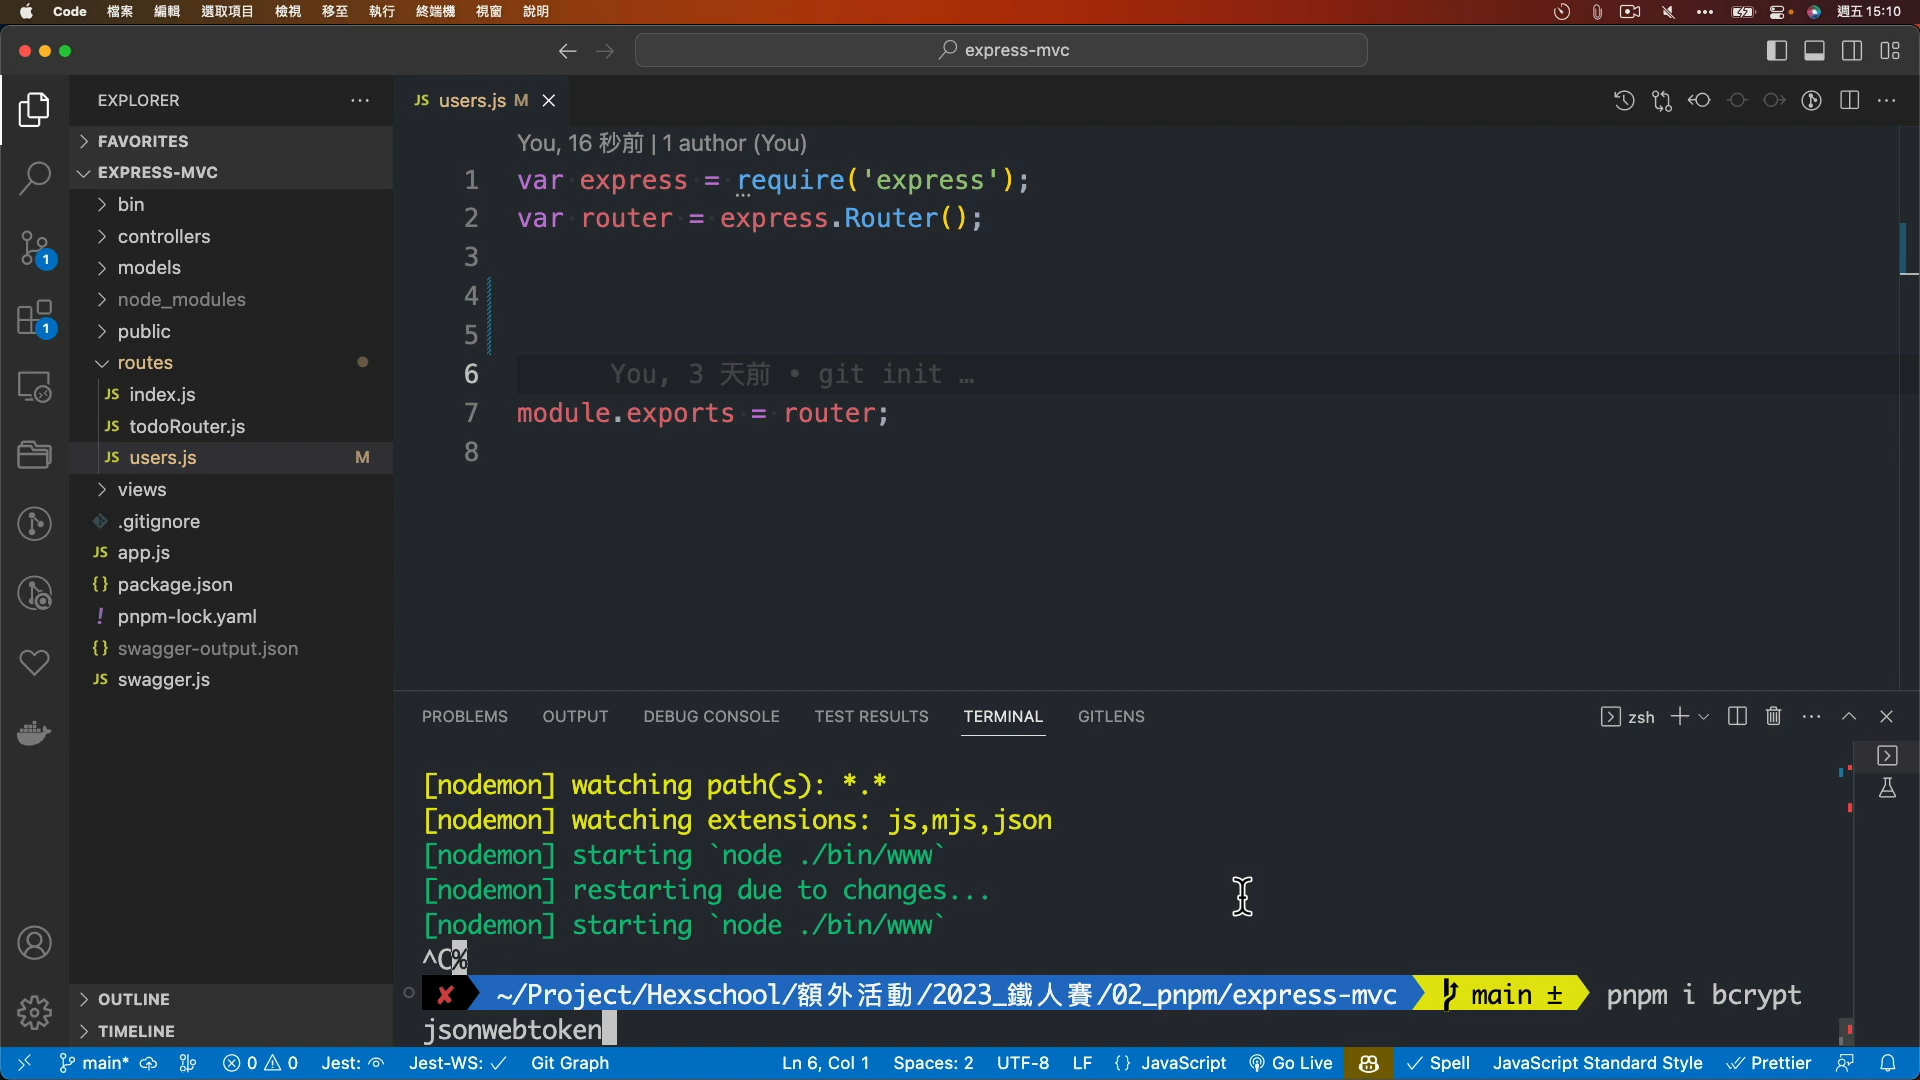 Code 檔案 編輯 選取項目 檢視 移至 執行 終端機 視窗 說明 週五 15:10
express-mvc
EXPLORER
FAVORITES
EXPRESS-MVC
bin
controllers
models
node_modules
public
routes
JS index.js
JS todoRouter.js
JS users.js M
views
.gitignore
JS app.js
{} package.json
! pnpm-lock.yaml
{} swagger-output.json
JS swagger.js
OUTLINE
TIMELINE
1
1
JS users.js M
You, 16 秒前 | 1 author (You)
1 var express = require('express');
2 var router = express.Router();
3
4
5
6 You, 3 天前 • git init …
7 module.exports = router;
8
PROBLEMS OUTPUT DEBUG CONSOLE TEST RESULTS TERMINAL GITLENS zsh
[nodemon] watching path(s): *.*
[nodemon] watching extensions: js,mjs,json
[nodemon] starting `node ./bin/www`
[nodemon] restarting due to changes...
[nodemon] starting `node ./bin/www`
^C%
✘ ~/Project/Hexschool/額外活動/2023_鐵人賽/02_pnpm/express-mvc main ± pnpm i bcrypt
jsonwebtoken
main* 0 0 Jest: Jest-WS: ✓ Git Graph Ln 6, Col 1 Spaces: 2 UTF-8 LF {} JavaScript Go Live ✓ Spell JavaScript Standard Style Prettier